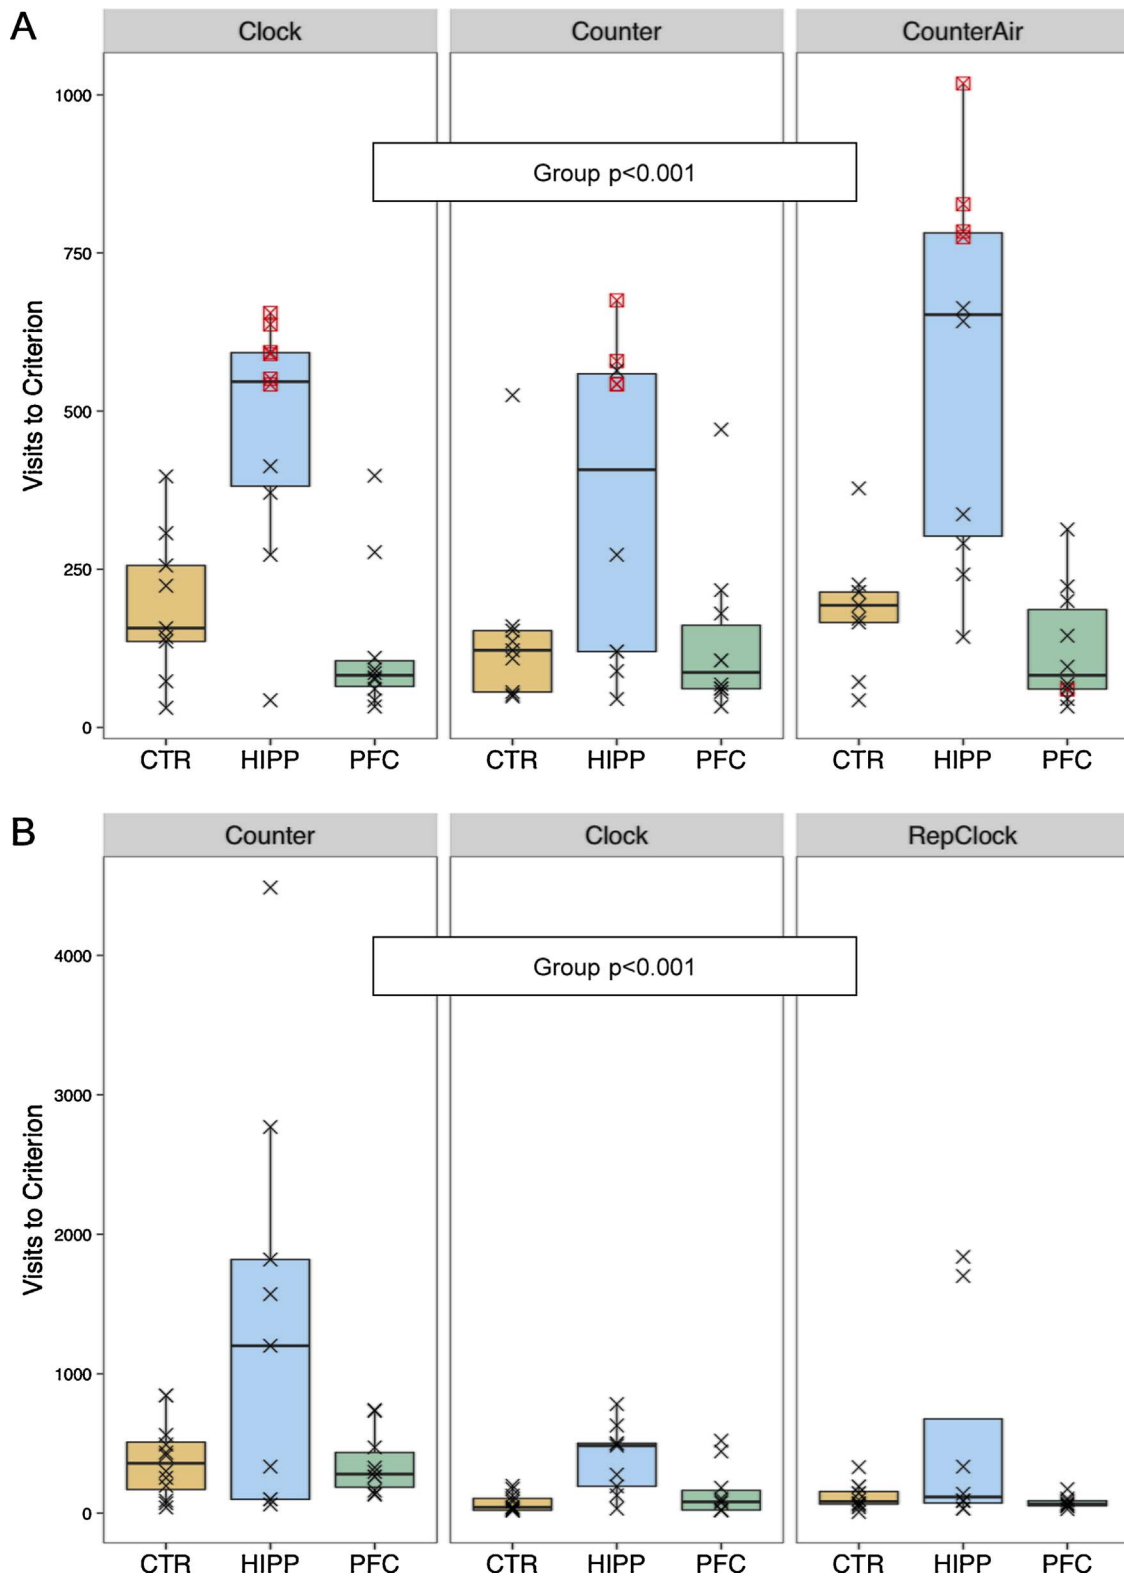 A
Clock Counter CounterAir
1000
Group p<0.001
750
Visits to Criterion
500
250
0
CTR HIPP PFC CTR HIPP PFC CTR HIPP PFC
B
Counter Clock RepClock
4000
Group p<0.001
3000
Visits to Criterion
2000
1000
0
CTR HIPP PFC CTR HIPP PFC CTR HIPP PFC